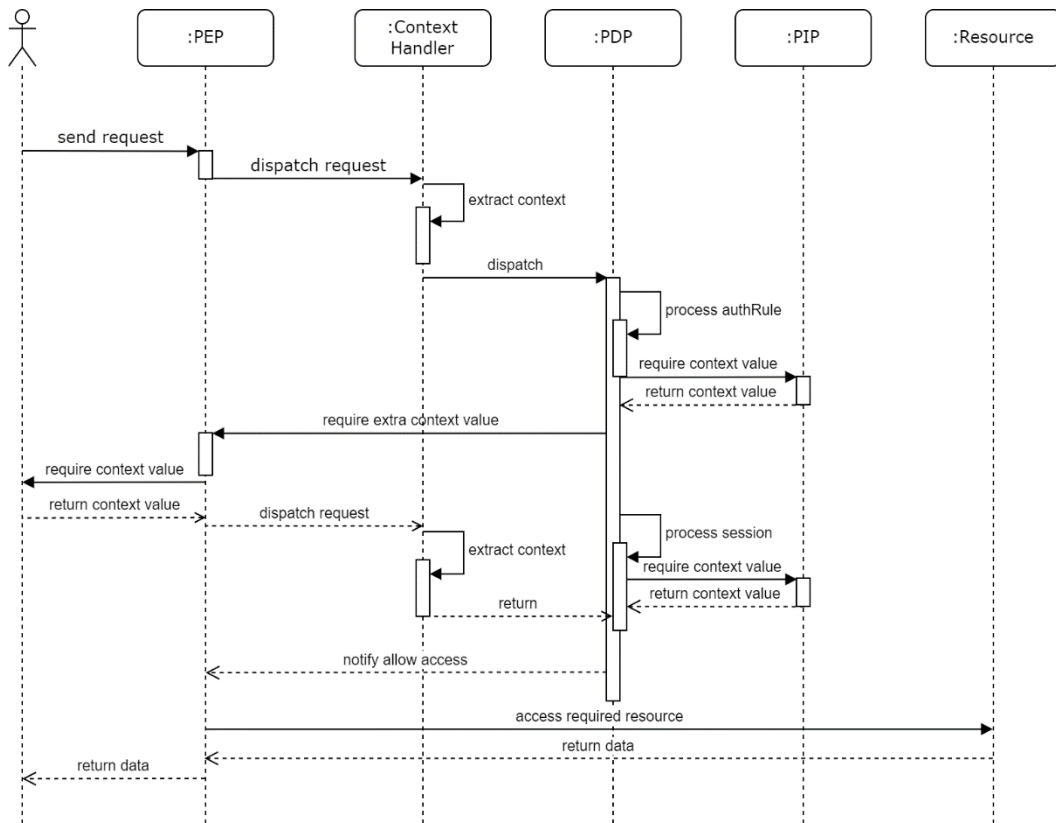 :PEP
:Context
Handler
:PDP
:PIP
:Resource
send request
dispatch request
extract context
dispatch
process authRule
require context value
return context value
require extra context value
require context value
return context value
dispatch request
process session
extract context
require context value
return context value
return
notify allow access
access required resource
return data
return data